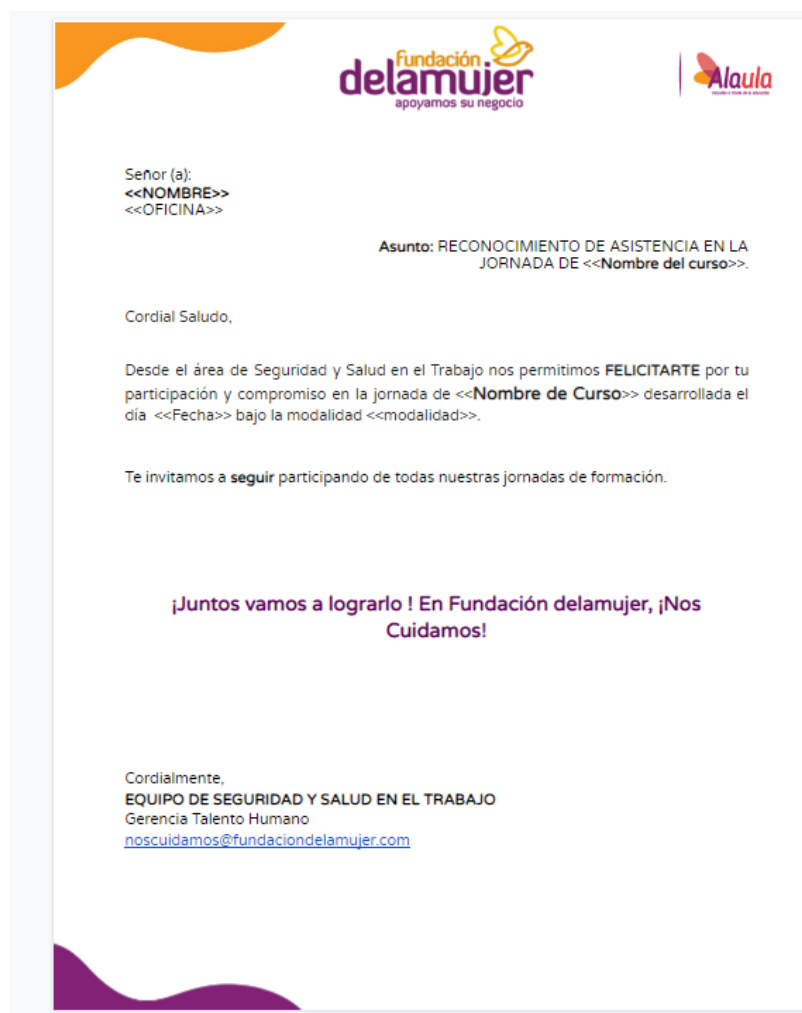 Fundación
delamujer
apoyamos su negocio
Alaula
Señor (a):
<<NOMBRE>>
<<OFICINA>>
Asunto: RECONOCIMIENTO DE ASISTENCIA EN LA
JORNADA DE <<Nombre del curso>>.
Cordial Saludo,
Desde el área de Seguridad y Salud en el Trabajo nos permitimos FELICITARTE por tu
participación y compromiso en la jornada de <<Nombre de Curso>> desarrollada el
día <<Fecha>> bajo la modalidad <<modalidad>>.
Te invitamos a seguir participando de todas nuestras jornadas de formación.
¡Juntos vamos a lograrlo ! En Fundación delamujer, ¡Nos
Cuidamos!
Cordialmente,
EQUIPO DE SEGURIDAD Y SALUD EN EL TRABAJO
Gerencia Talento Humano
noscuidamos@fundaciondelamujer.com